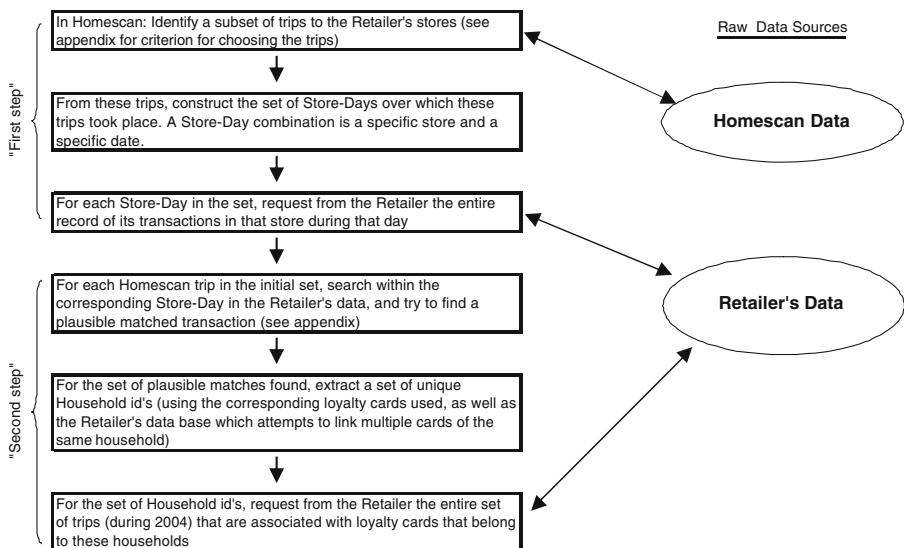 In Homescan: Identify a subset of trips to the Retailer's stores (see
appendix for criterion for choosing the trips)
Raw Data Sources
"First step"
From these trips, construct the set of Store-Days over which these
trips took place. A Store-Day combination is a specific store and a
specific date.
Homescan Data
For each Store-Day in the set, request from the Retailer the entire
record of its transactions in that store during that day
For each Homescan trip in the initial set, search within the
corresponding Store-Day in the Retailer's data, and try to find a
plausible matched transaction (see appendix)
Retailer's Data
"Second step"
For the set of plausible matches found, extract a set of unique
Household id's (using the corresponding loyalty cards used, as well as
the Retailer's data base which attempts to link multiple cards of the
same household)
For the set of Household id's, request from the Retailer the entire set
of trips (during 2004) that are associated with loyalty cards that belong
to these households